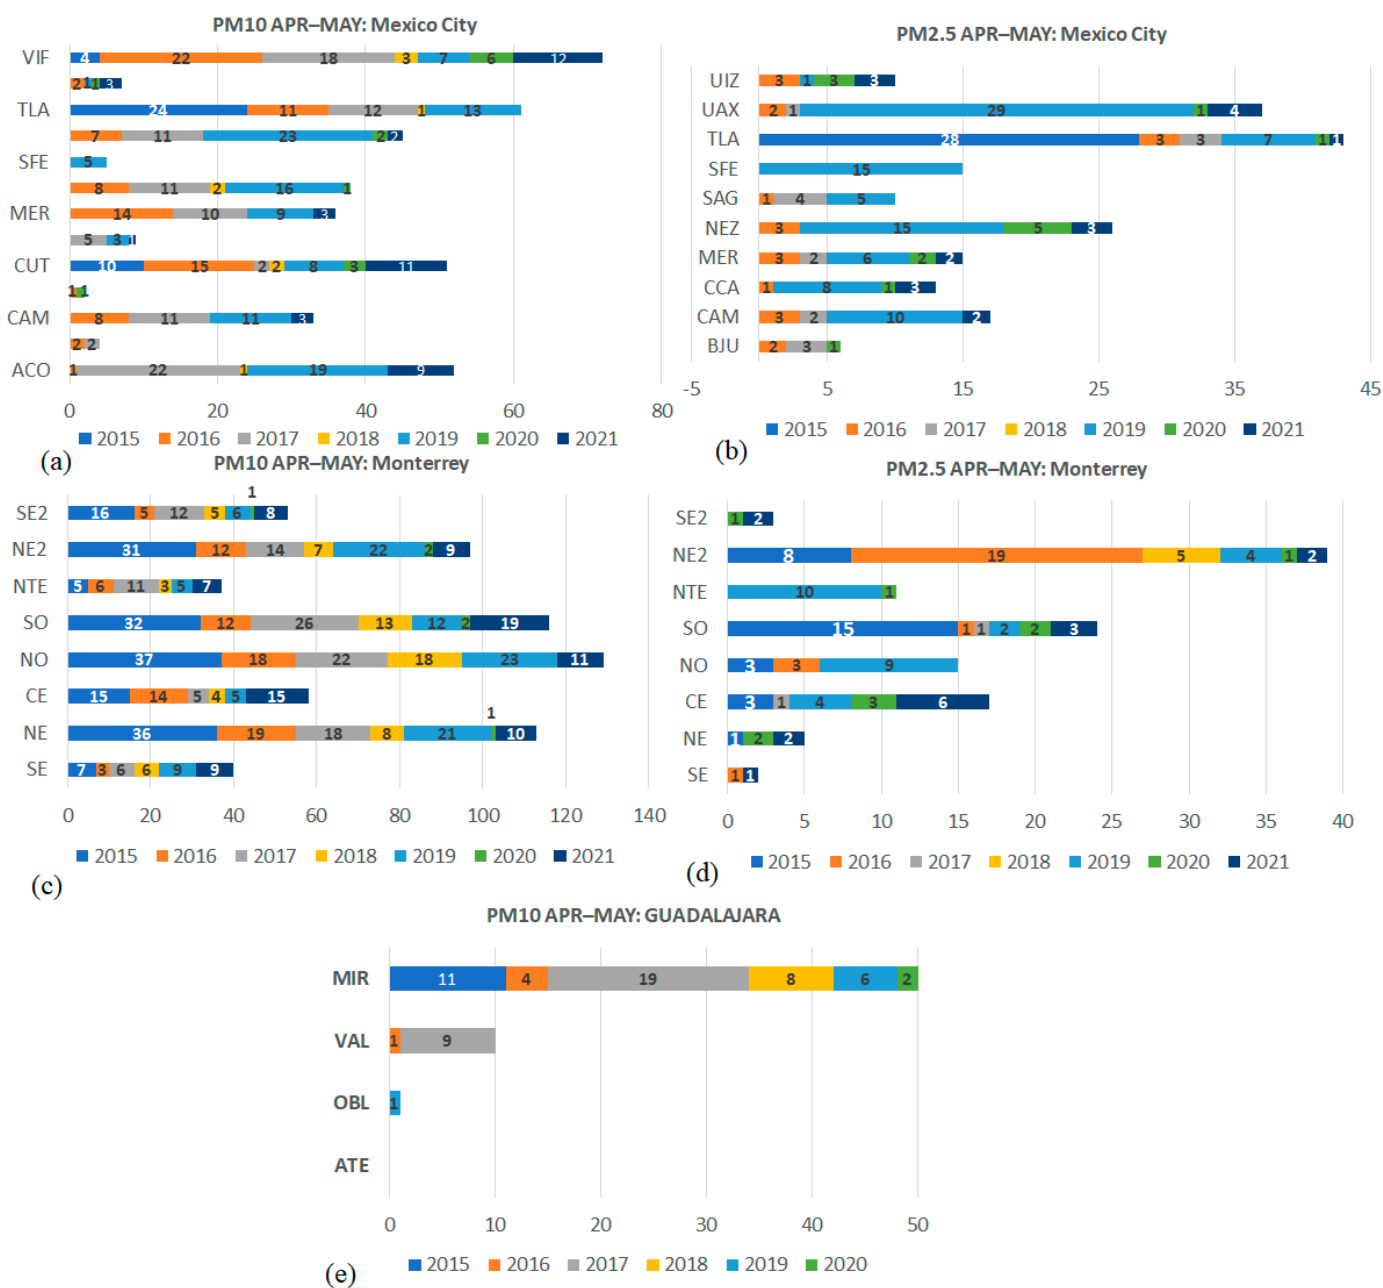 PM10 APR–MAY: Mexico City
VIF 4 22 18 3 7 6 12
2 1 1 3
TLA 24 11 12 1 13
7 11 23 2 2
SFE 5
8 11 2 16 1
MER 14 10 9 3
5 3 1
CUT 10 15 2 2 8 3 11
1 1
CAM 8 11 11 3
2 2
ACO 1 22 1 19 9
0 20 40 60 80
2015 2016 2017 2018 2019 2020 2021
(a)
PM2.5 APR–MAY: Mexico City
UIZ 3 1 3 3
UAX 2 1 29 1 4
TLA 28 3 3 7 1 1
SFE 15
SAG 1 4 5
NEZ 3 15 5 3
MER 3 2 6 2 2
CCA 1 8 1 3
CAM 3 2 10 2
BJU 2 3 1
-5 5 15 25 35 45
2015 2016 2017 2018 2019 2020 2021
(b)
PM10 APR–MAY: Monterrey
1
SE2 16 5 12 5 6 8
NE2 31 12 14 7 22 2 9
NTE 5 6 11 3 5 7
SO 32 12 26 13 12 2 19
NO 37 18 22 18 23 11
CE 15 14 5 4 5 15
1
NE 36 19 18 8 21 10
SE 7 3 6 6 9 9
0 20 40 60 80 100 120 140
2015 2016 2017 2018 2019 2020 2021
(c)
PM2.5 APR–MAY: Monterrey
SE2 1 2
NE2 8 19 5 4 1 2
NTE 10 1
SO 15 1 1 2 2 3
NO 3 3 9
CE 3 1 4 3 6
NE 1 2 2
SE 1 1
0 5 10 15 20 25 30 35 40
2015 2016 2017 2018 2019 2020 2021
(d)
PM10 APR–MAY: GUADALAJARA
MIR 11 4 19 8 6 2
VAL 1 9
OBL 1
ATE
0 10 20 30 40 50
2015 2016 2017 2018 2019 2020
(e)